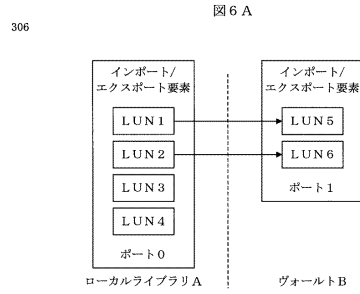 図６Ａ
306
インポート/
エクスポート要素
ＬＵＮ１
ＬＵＮ２
ＬＵＮ３
ＬＵＮ４
ポート０
ローカルライブラリＡ
インポート/
エクスポート要素
ＬＵＮ５
ＬＵＮ６
ポート１
ヴォールトＢ